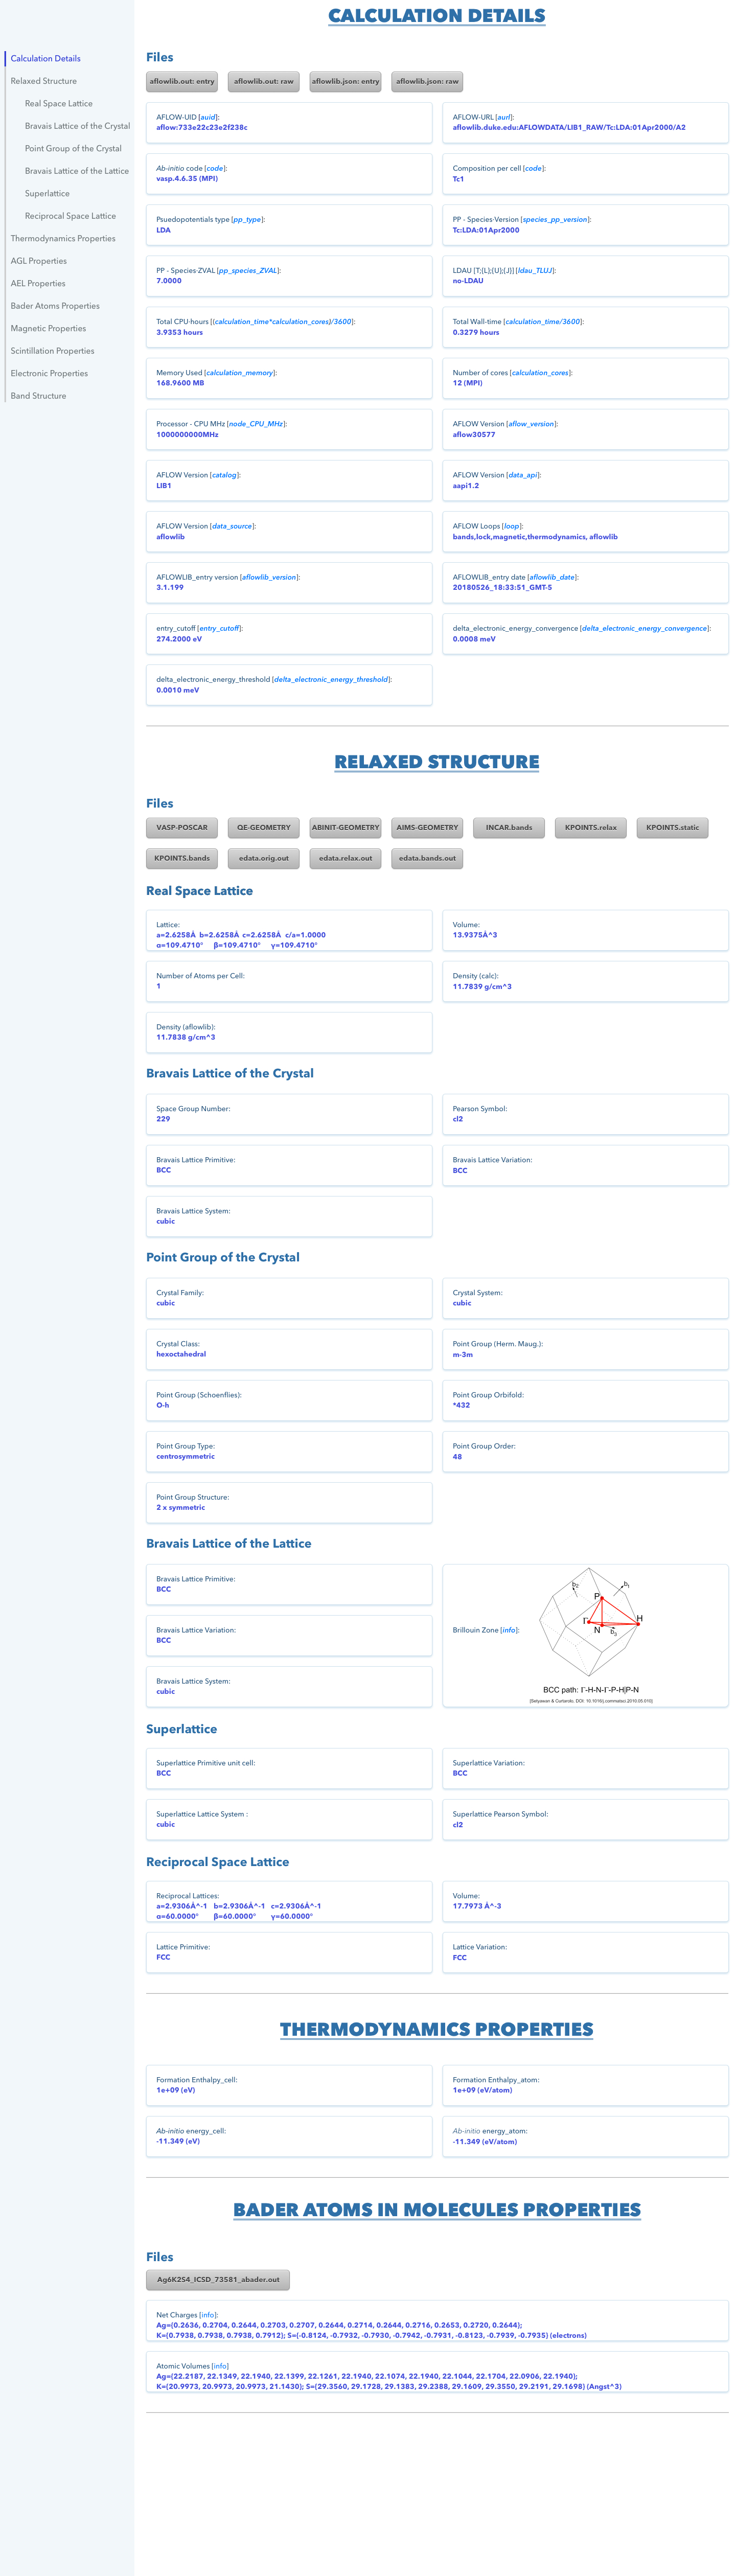 CALCULATION DETAILS
Calculation Details
Relaxed Structure
Real Space Lattice
Bravais Lattice of the Crystal
Point Group of the Crystal
Bravais Lattice of the Lattice
Superlattice
Reciprocal Space Lattice
Thermodynamics Properties
AGL Properties
AEL Properties
Bader Atoms Properties
Magnetic Properties
Scintillation Properties
Electronic Properties
Band Structure
Files
aflowlib.out: entry aflowlib.out: raw aflowlib.json: entry aflowlib.json: raw
AFLOW-UID [auid]:
aflow:733e22c23e2f238c
AFLOW-URL [aurl]:
aflowlib.duke.edu:AFLOWDATA/LIB1_RAW/Tc:LDA:01Apr2000/A2
Ab-initio code [code]:
vasp.4.6.35 (MPI)
Composition per cell [code]:
Tc1
Psuedopotentials type [pp_type]:
LDA
PP - Species-Version [species_pp_version]:
Tc:LDA:01Apr2000
PP - Species-ZVAL [pp_species_ZVAL]:
7.0000
LDAU [T;{L};{U};{J}] [ldau_TLUJ]:
no-LDAU
Total CPU-hours [(calculation_time*calculation_cores)/3600]:
3.9353 hours
Total Wall-time [calculation_time/3600]:
0.3279 hours
Memory Used [calculation_memory]:
168.9600 MB
Number of cores [calculation_cores]:
12 (MPI)
Processor - CPU MHz [node_CPU_MHz]:
1000000000MHz
AFLOW Version [aflow_version]:
aflow30577
AFLOW Version [catalog]:
LIB1
AFLOW Version [data_api]:
aapi1.2
AFLOW Version [data_source]:
aflowlib
AFLOW Loops [loop]:
bands,lock,magnetic,thermodynamics, aflowlib
AFLOWLIB_entry version [aflowlib_version]:
3.1.199
AFLOWLIB_entry date [aflowlib_date]:
20180526_18:33:51_GMT-5
entry_cutoff [entry_cutoff]:
274.2000 eV
delta_electronic_energy_convergence [delta_electronic_energy_convergence]:
0.0008 meV
delta_electronic_energy_threshold [delta_electronic_energy_threshold]:
0.0010 meV
RELAXED STRUCTURE
Files
VASP-POSCAR QE-GEOMETRY ABINIT-GEOMETRY AIMS-GEOMETRY INCAR.bands KPOINTS.relax KPOINTS.static
KPOINTS.bands edata.orig.out edata.relax.out edata.bands.out
Real Space Lattice
Lattice:
a=2.6258Å b=2.6258Å c=2.6258Å c/a=1.0000
α=109.4710° β=109.4710° γ=109.4710°
Volume:
13.9375Å^3
Number of Atoms per Cell:
1
Density (calc):
11.7839 g/cm^3
Density (aflowlib):
11.7838 g/cm^3
Bravais Lattice of the Crystal
Space Group Number:
229
Pearson Symbol:
cI2
Bravais Lattice Primitive:
BCC
Bravais Lattice Variation:
BCC
Bravais Lattice System:
cubic
Point Group of the Crystal
Crystal Family:
cubic
Crystal System:
cubic
Crystal Class:
hexoctahedral
Point Group (Herm. Maug.):
m-3m
Point Group (Schoenflies):
O-h
Point Group Orbifold:
*432
Point Group Type:
centrosymmetric
Point Group Order:
48
Point Group Structure:
2 x symmetric
Bravais Lattice of the Lattice
Bravais Lattice Primitive:
BCC
Bravais Lattice Variation:
BCC
Bravais Lattice System:
cubic
Brillouin Zone [info]:
b2
b1
P
Γ
H
N
b3
BCC path: Γ-H-N-Γ-P-H|P-N
[Setyawan & Curtarolo, DOI: 10.1016/j.commatsci.2010.05.010]
Superlattice
Superlattice Primitive unit cell:
BCC
Superlattice Variation:
BCC
Superlattice Lattice System :
cubic
Superlattice Pearson Symbol:
cI2
Reciprocal Space Lattice
Reciprocal Lattices:
a=2.9306Å^-1 b=2.9306Å^-1 c=2.9306Å^-1
α=60.0000° β=60.0000° γ=60.0000°
Volume:
17.7973 Å^-3
Lattice Primitive:
FCC
Lattice Variation:
FCC
THERMODYNAMICS PROPERTIES
Formation Enthalpy_cell:
1e+09 (eV)
Formation Enthalpy_atom:
1e+09 (eV/atom)
Ab-initio energy_cell:
-11.349 (eV)
Ab-initio energy_atom:
-11.349 (eV/atom)
BADER ATOMS IN MOLECULES PROPERTIES
Files
Ag6K2S4_ICSD_73581_abader.out
Net Charges [info]:
Ag={0.2636, 0.2704, 0.2644, 0.2703, 0.2707, 0.2644, 0.2714, 0.2644, 0.2716, 0.2653, 0.2720, 0.2644};
K={0.7938, 0.7938, 0.7938, 0.7912}; S={-0.8124, -0.7932, -0.7930, -0.7942, -0.7931, -0.8123, -0.7939, -0.7935} (electrons)
Atomic Volumes [info]
Ag={22.2187, 22.1349, 22.1940, 22.1399, 22.1261, 22.1940, 22.1074, 22.1940, 22.1044, 22.1704, 22.0906, 22.1940};
K={20.9973, 20.9973, 20.9973, 21.1430}; S={29.3560, 29.1728, 29.1383, 29.2388, 29.1609, 29.3550, 29.2191, 29.1698} (Angst^3)